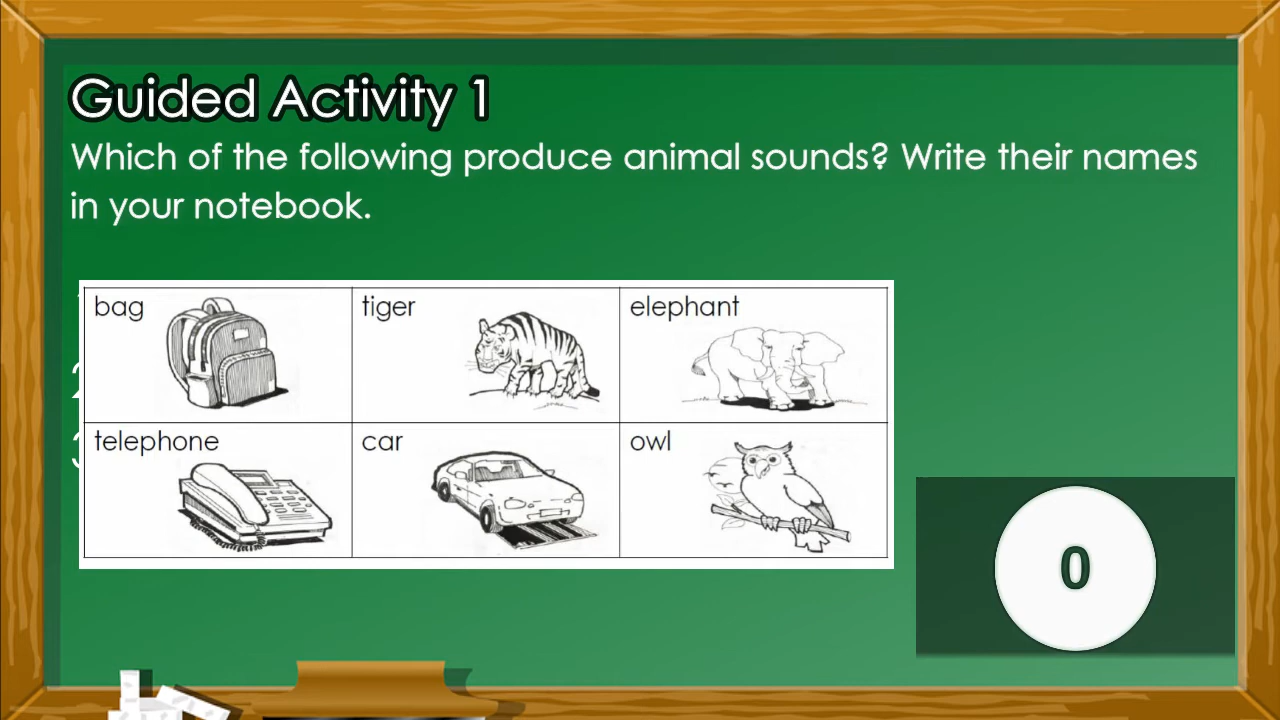 Guided Activity 1
Which of the following produce animal sounds? Write their names
in your notebook.
bag tiger elephant
telephone car owl
0